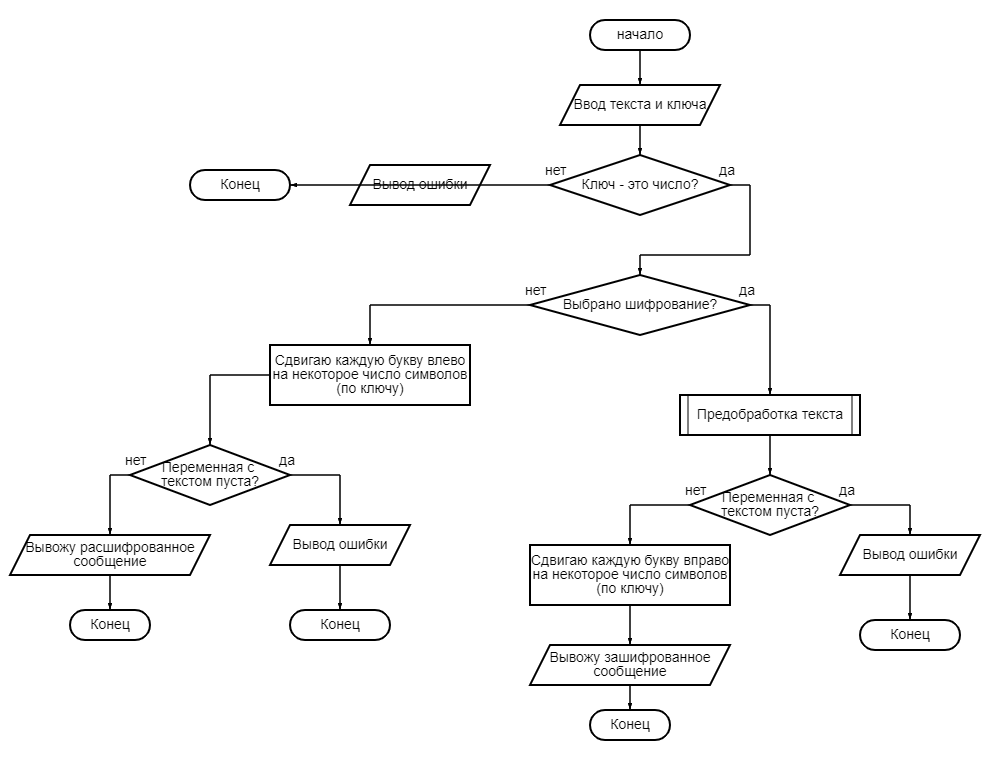 начало
Ввод текста и ключа
нет
да
Конец
Вывод ошибки
Ключ - это число?
нет
да
Выбрано шифрование?
Сдвигаю каждую букву влево
на некоторое число символов
(по ключу)
Предобработка текста
нет
да
Переменная с
текстом пуста?
нет
да
Переменная с
текстом пуста?
Вывожу расшифрованное
сообщение
Вывод ошибки
Сдвигаю каждую букву вправо
на некоторое число символов
(по ключу)
Вывод ошибки
Конец
Конец
Конец
Вывожу зашифрованное
сообщение
Конец